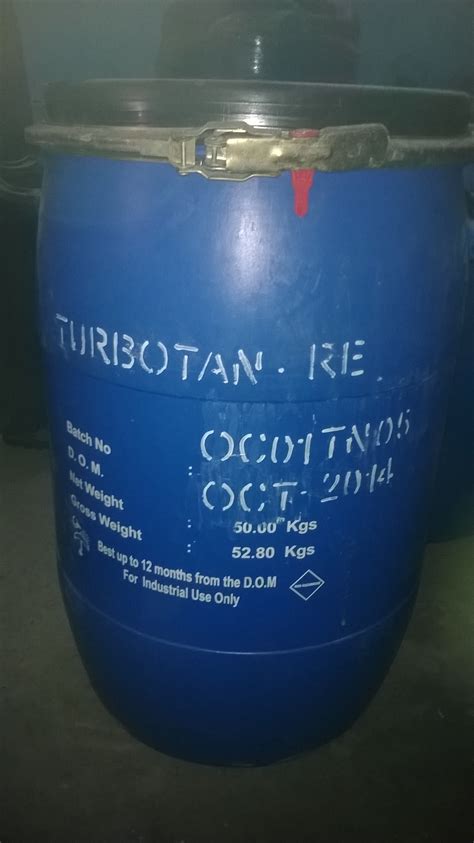 TURBOTAN - RE
Batch No : OC01TN05
D.O.M. : OCT-2014
Net Weight : 50.00 Kgs
Gross Weight : 52.80 Kgs
Best up to 12 months from the D.O.M
For Industrial Use Only